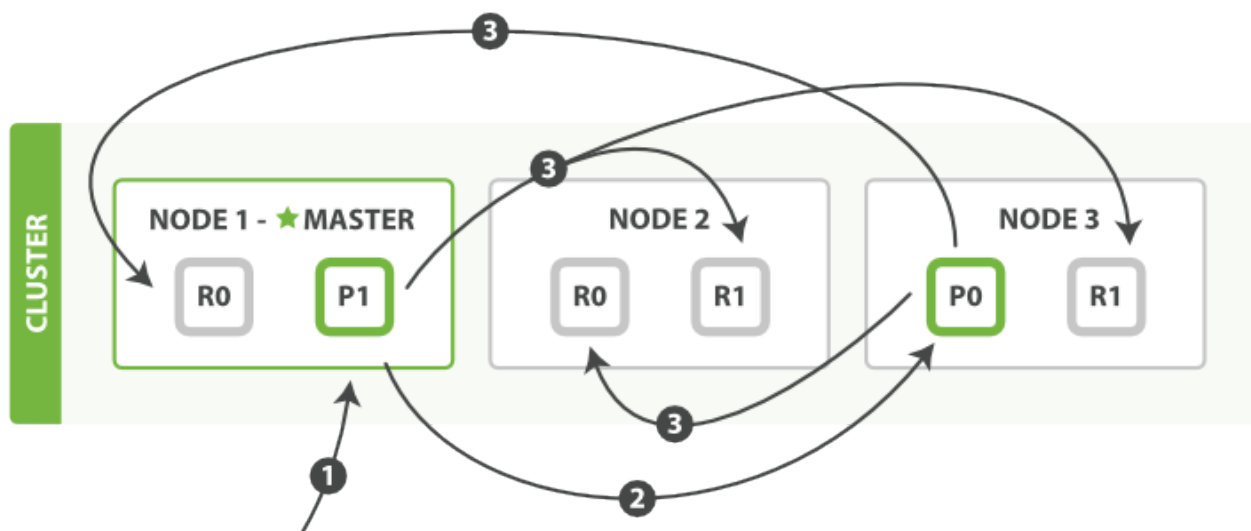 3
3
CLUSTER
NODE 1 - ★ MASTER
NODE 2
NODE 3
R0
P1
R0
R1
P0
R1
3
1
2